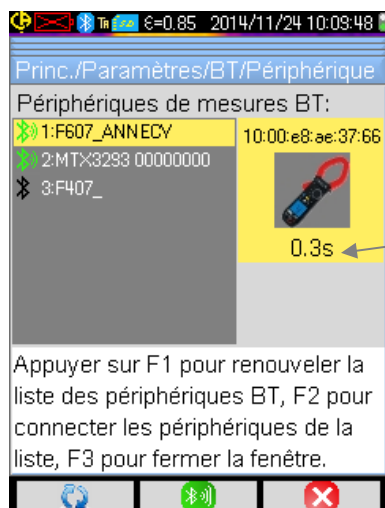 ε=0.85 2014/11/24 10:03:48
Princ./Paramètres/BT/Périphérique
Périphériques de mesures BT:
1:F607_ANNECY
2:MTX3293 00000000
3:F407_
10:00:e8:ae:37:66
0.3s
Appuyer sur F1 pour renouveler la
liste des périphériques BT, F2 pour
connecter les périphériques de la
liste, F3 pour fermer la fenêtre.